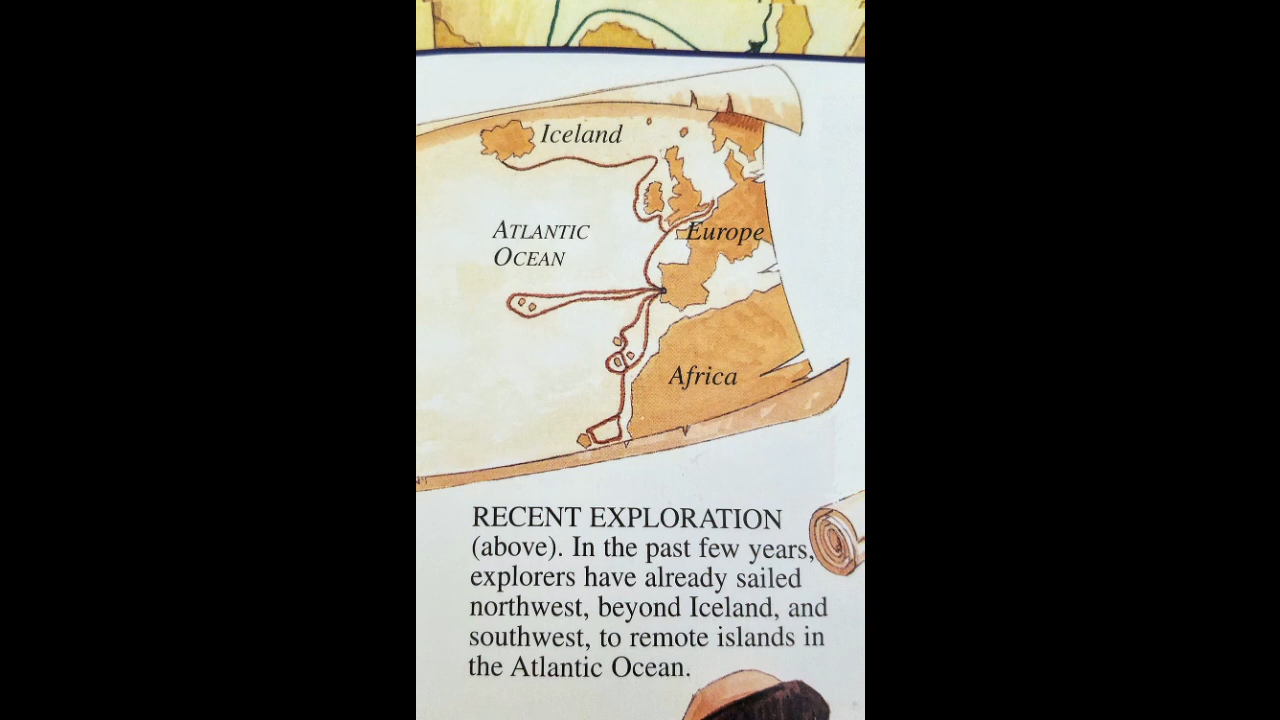 Iceland
ATLANTIC
OCEAN
Europe
Africa
RECENT EXPLORATION
(above). In the past few years,
explorers have already sailed
northwest, beyond Iceland, and
southwest, to remote islands in
the Atlantic Ocean.